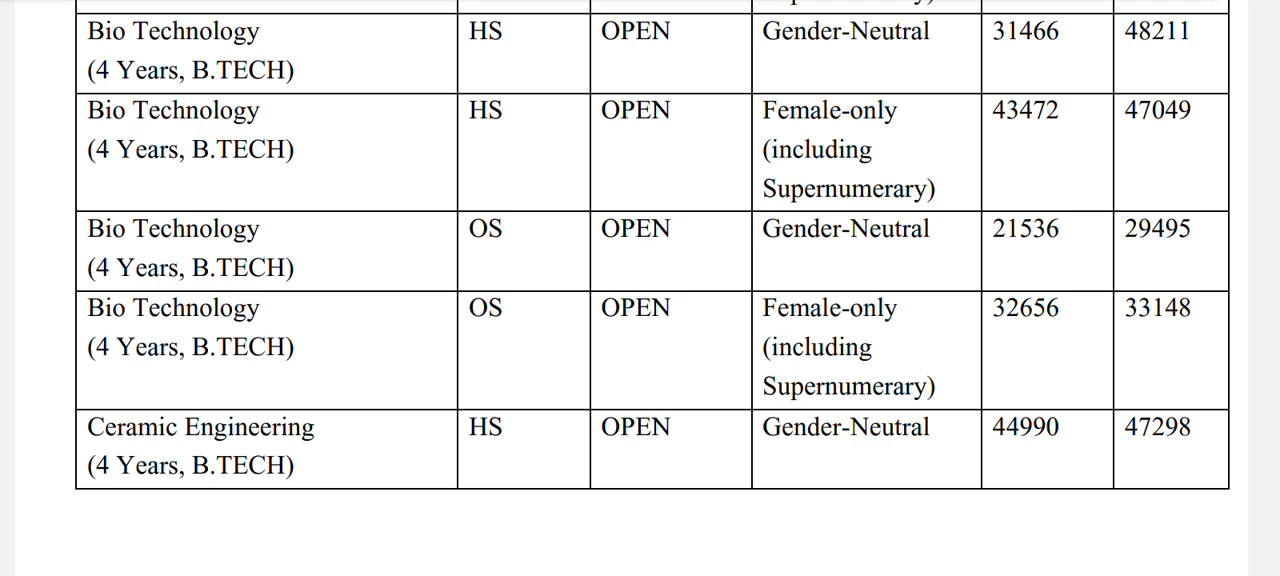 Bio Technology HS OPEN Gender-Neutral 31466 48211
(4 Years, B.TECH)
Bio Technology HS OPEN Female-only 43472 47049
(4 Years, B.TECH) (including
Supernumerary)
Bio Technology OS OPEN Gender-Neutral 21536 29495
(4 Years, B.TECH)
Bio Technology OS OPEN Female-only 32656 33148
(4 Years, B.TECH) (including
Supernumerary)
Ceramic Engineering HS OPEN Gender-Neutral 44990 47298
(4 Years, B.TECH)